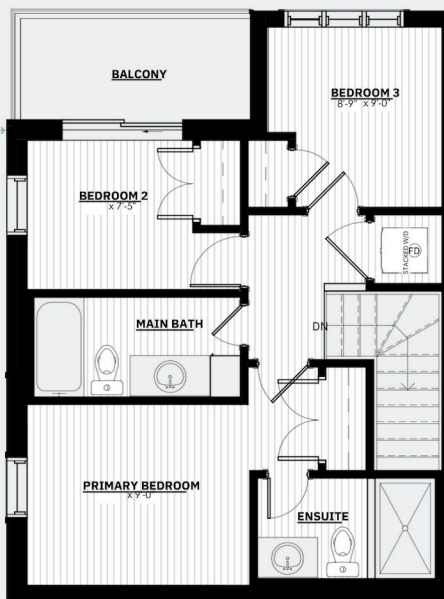 BALCONY
BEDROOM 3
8'-9" x 9'-0"
BEDROOM 2
x 7'-5"
STACKED W/D
FD
MAIN BATH
DN
PRIMARY BEDROOM
x 9'-0"
ENSUITE